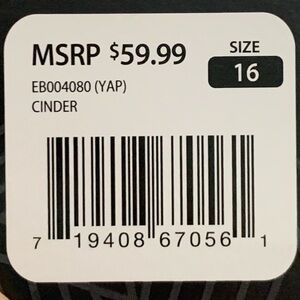 MSRP $59.99
SIZE
16
EB004080 (YAP)
CINDER
7 19408 67056 1